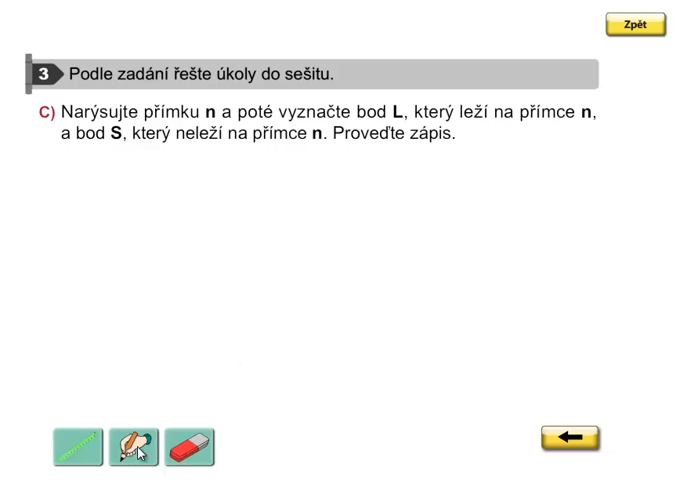 Zpět
3 Podle zadání řešte úkoly do sešitu.
C) Narýsujte přímku n a poté vyznačte bod L, který leží na přímce n,
a bod S, který neleží na přímce n. Proveďte zápis.